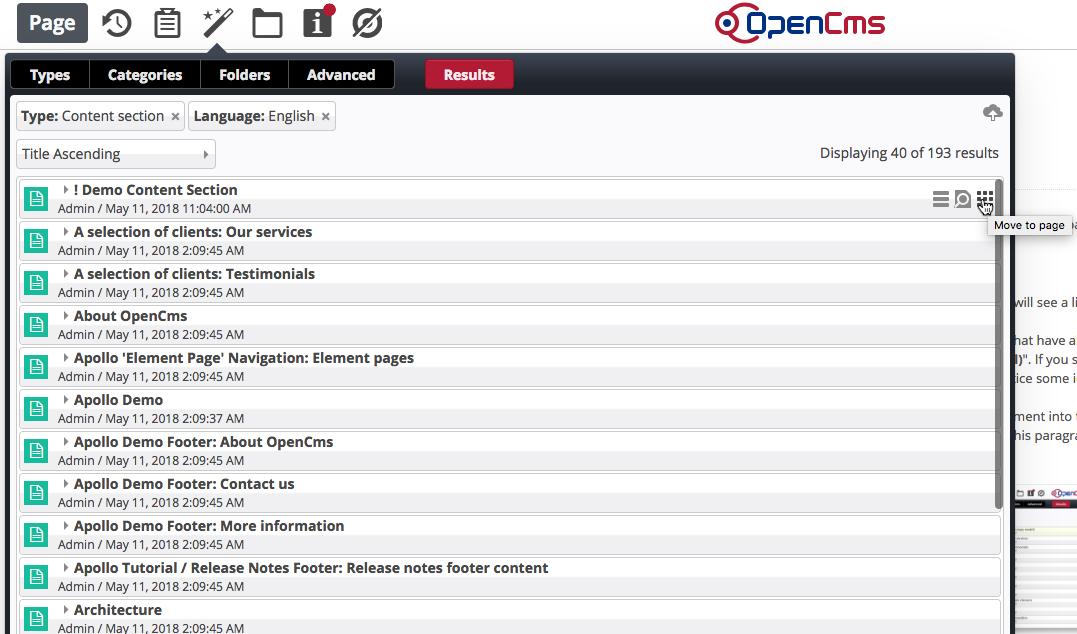 Page
OpenCms
Types Categories Folders Advanced Results
Type: Content section × Language: English ×
Title Ascending
Displaying 40 of 193 results
! Demo Content Section
Admin / May 11, 2018 11:04:00 AM
Move to page
A selection of clients: Our services
Admin / May 11, 2018 2:09:45 AM
A selection of clients: Testimonials
Admin / May 11, 2018 2:09:45 AM
will see a li
About OpenCms
Admin / May 11, 2018 2:09:45 AM
hat have a
Apollo 'Element Page' Navigation: Element pages
)". If you s
Admin / May 11, 2018 2:09:45 AM
ice some i
Apollo Demo
Admin / May 11, 2018 2:09:37 AM
ment into
Apollo Demo Footer: About OpenCms
his paragra
Admin / May 11, 2018 2:09:45 AM
Apollo Demo Footer: Contact us
Admin / May 11, 2018 2:09:45 AM
Apollo Demo Footer: More information
Admin / May 11, 2018 2:09:45 AM
Apollo Tutorial / Release Notes Footer: Release notes footer content
Admin / May 11, 2018 2:09:45 AM
Architecture
Admin / May 11, 2018 2:09:45 AM